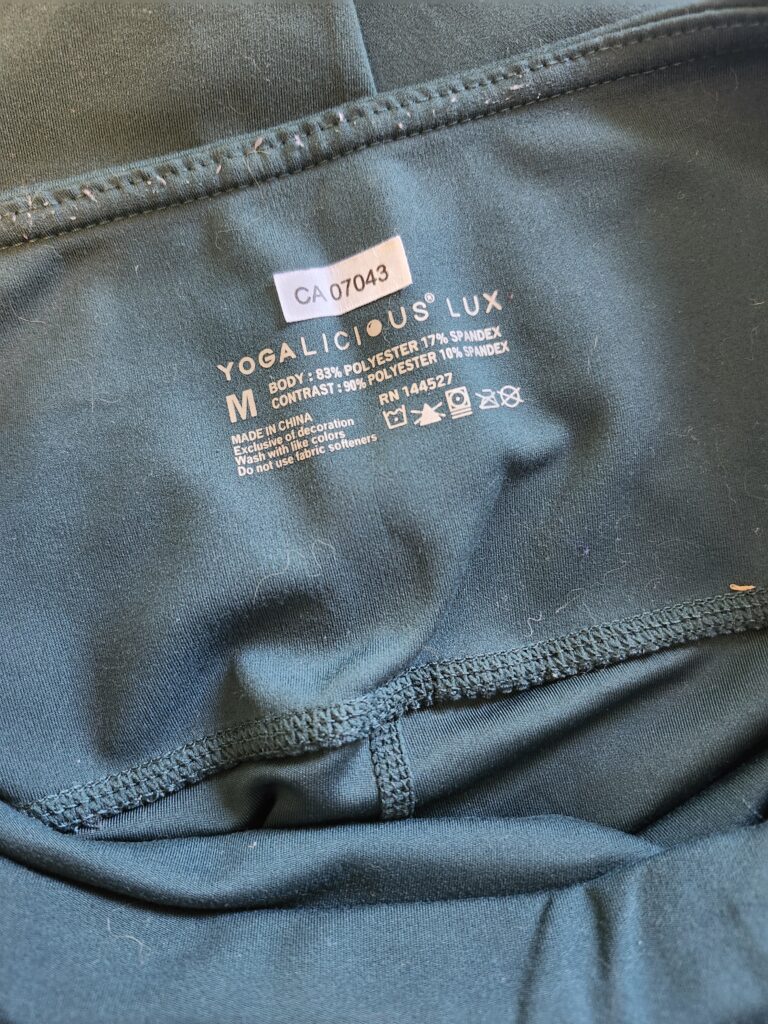 CA 07043
YOGALICIOUS® LUX
M
BODY : 83% POLYESTER 17% SPANDEX
CONTRAST : 90% POLYESTER 10% SPANDEX
RN 144527
MADE IN CHINA
Exclusive of decoration
Wash with like colors
Do not use fabric softeners